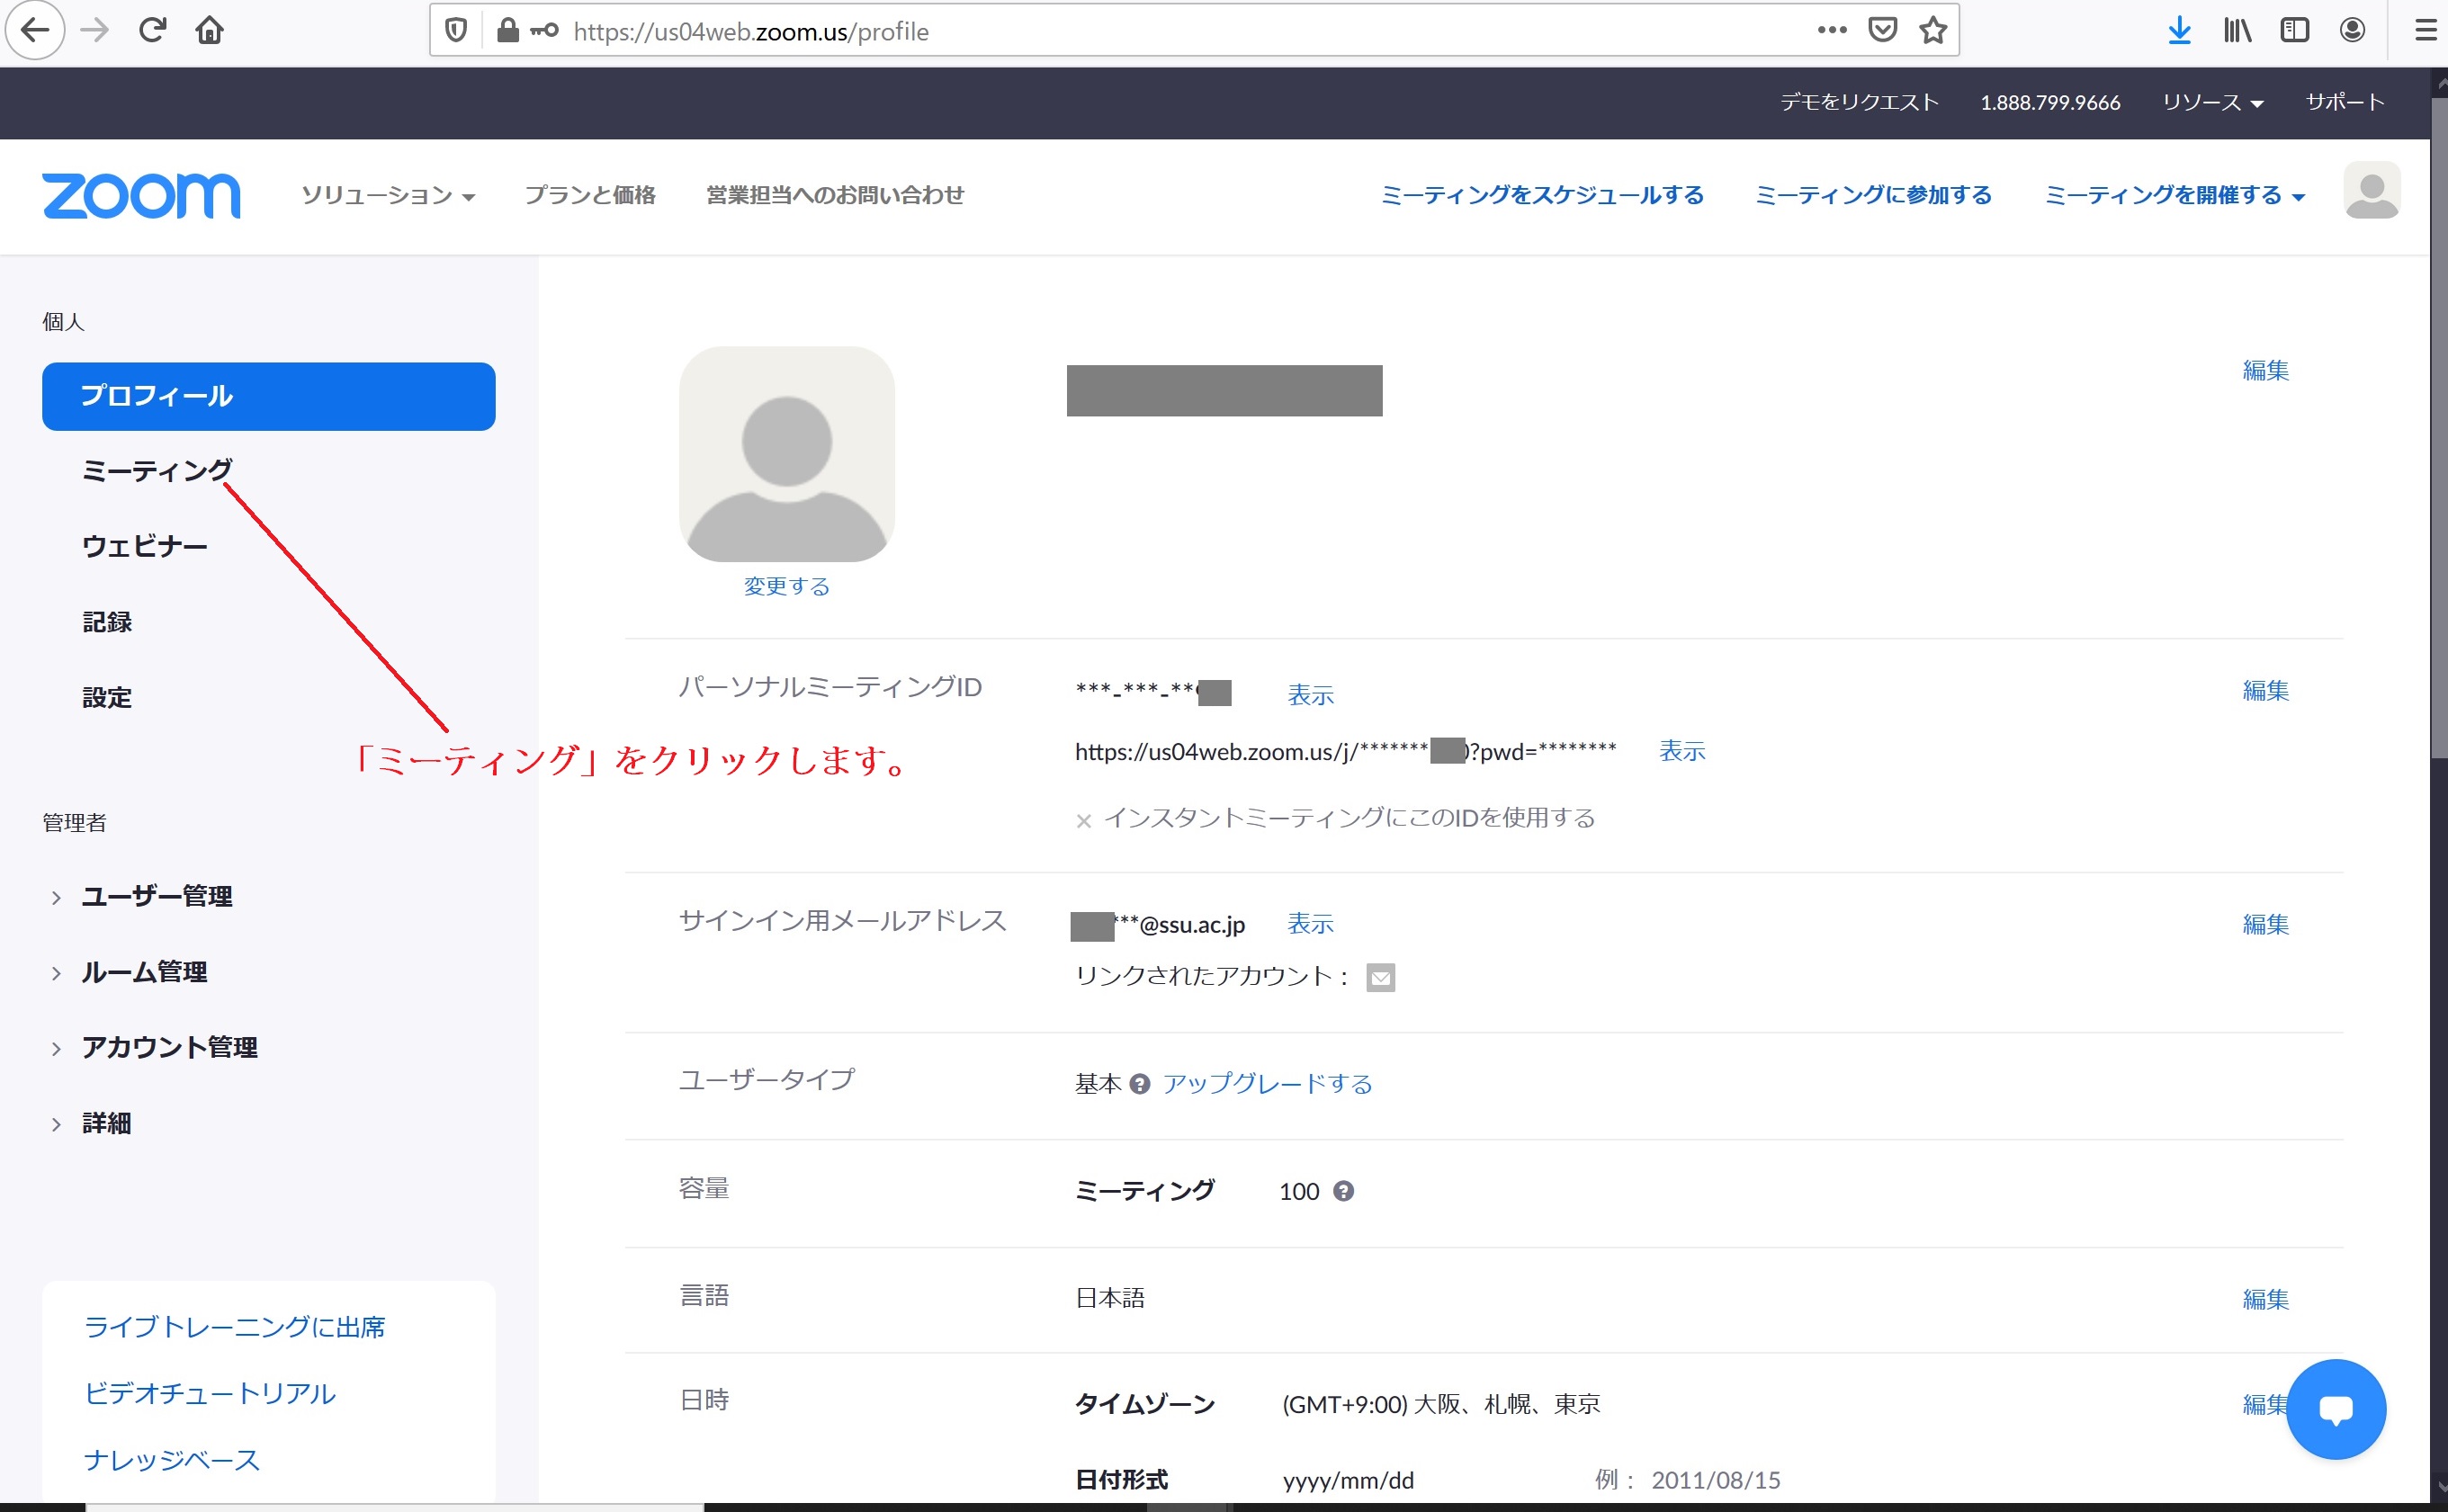 https://us04web.zoom.us/profile
デモをリクエスト 1.888.799.9666 リソース サポート
zoom ソリューション プランと価格 営業担当へのお問い合わせ ミーティングをスケジュールする ミーティングに参加する ミーティングを開催する
個人
プロフィール
編集
ミーティング
ウェビナー
変更する
記録
設定
パーソナルミーティングID ***-***-** 表示 編集
「ミーティング」をクリックします。
https://us04web.zoom.us/j/******* ?pwd=******** 表示
× インスタントミーティングにこのIDを使用する
管理者
ユーザー管理
ルーム管理
アカウント管理
詳細
サインイン用メールアドレス ***@ssu.ac.jp 表示 編集
リンクされたアカウント：
ユーザータイプ 基本 アップグレードする
容量 ミーティング 100
言語 日本語 編集
日時 タイムゾーン (GMT+9:00) 大阪、札幌、東京 編集
日付形式 yyyy/mm/dd 例： 2011/08/15
ライブトレーニングに出席
ビデオチュートリアル
ナレッジベース